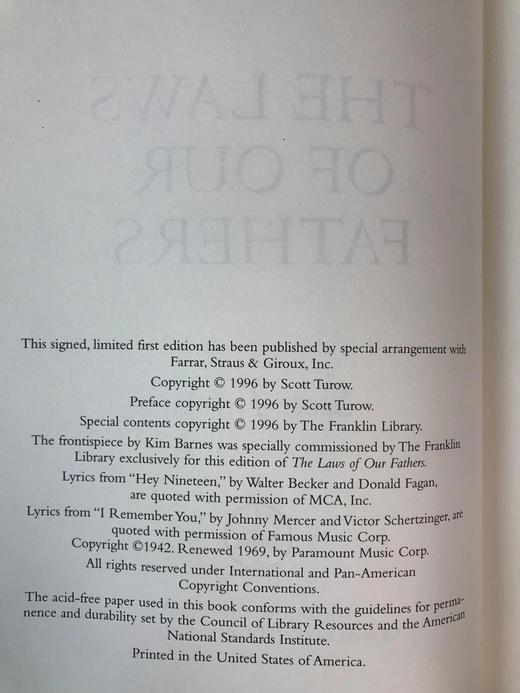 THE LAWS
OF OUR
FATHERS
This signed, limited first edition has been published by special arrangement with
Farrar, Straus & Giroux, Inc.
Copyright © 1996 by Scott Turow.
Preface copyright © 1996 by Scott Turow.
Special contents copyright © 1996 by The Franklin Library.
The frontispiece by Kim Barnes was specially commissioned by The Franklin
Library exclusively for this edition of The Laws of Our Fathers.
Lyrics from “Hey Nineteen,” by Walter Becker and Donald Fagan,
are quoted with permission of MCA, Inc.
Lyrics from “I Remember You,” by Johnny Mercer and Victor Schertzinger, are
quoted with permission of Famous Music Corp.
Copyright ©1942. Renewed 1969, by Paramount Music Corp.
All rights reserved under International and Pan-American
Copyright Conventions.
The acid-free paper used in this book conforms with the guidelines for perma-
nence and durability set by the Council of Library Resources and the American
National Standards Institute.
Printed in the United States of America.